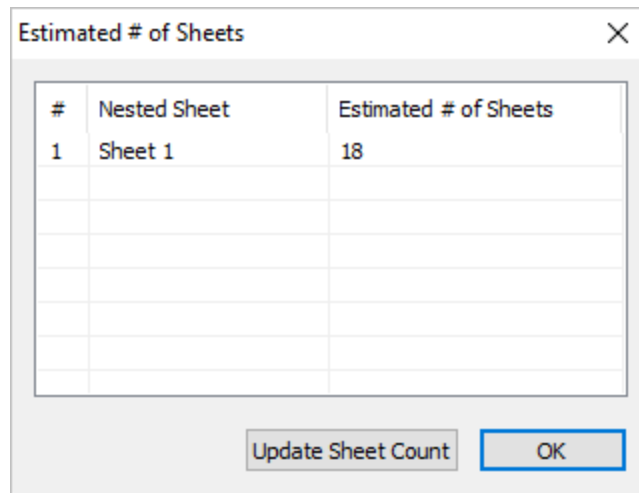 Estimated # of Sheets
# Nested Sheet Estimated # of Sheets
1 Sheet 1 18
Update Sheet Count OK